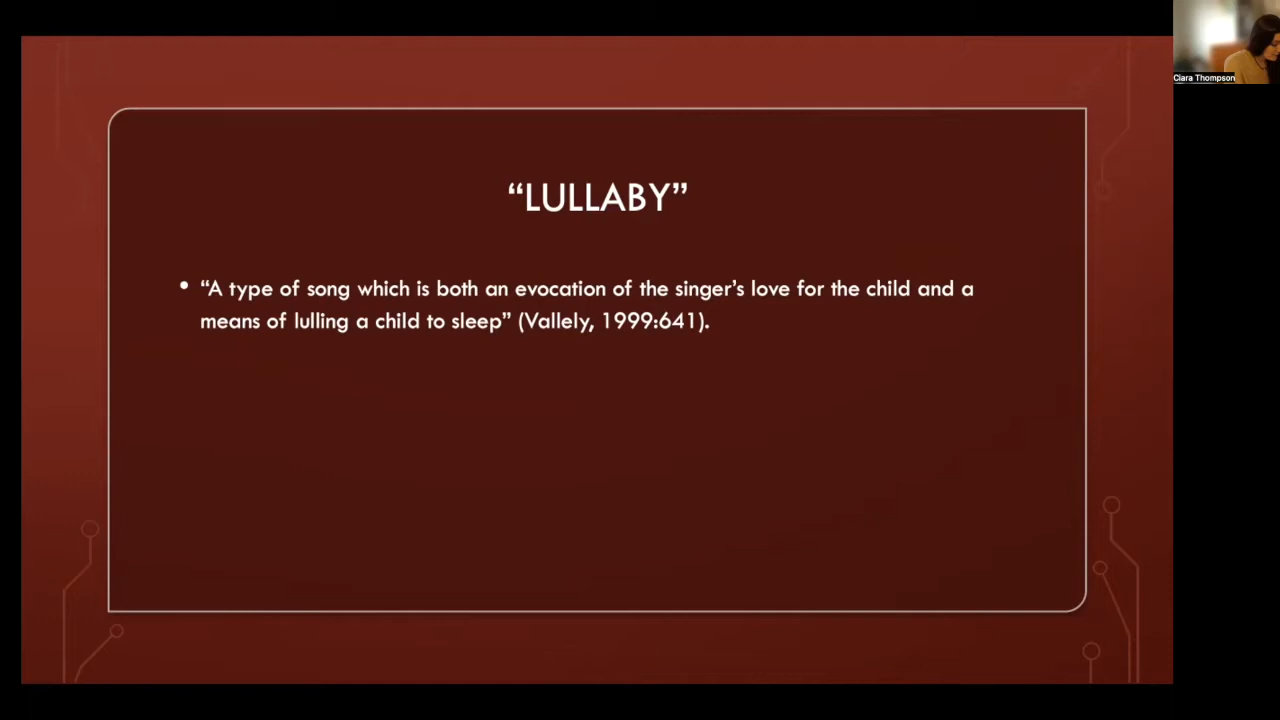 “LULLABY”
• “A type of song which is both an evocation of the singer’s love for the child and a
means of lulling a child to sleep” (Vallely, 1999:641).
Ciara Thompson